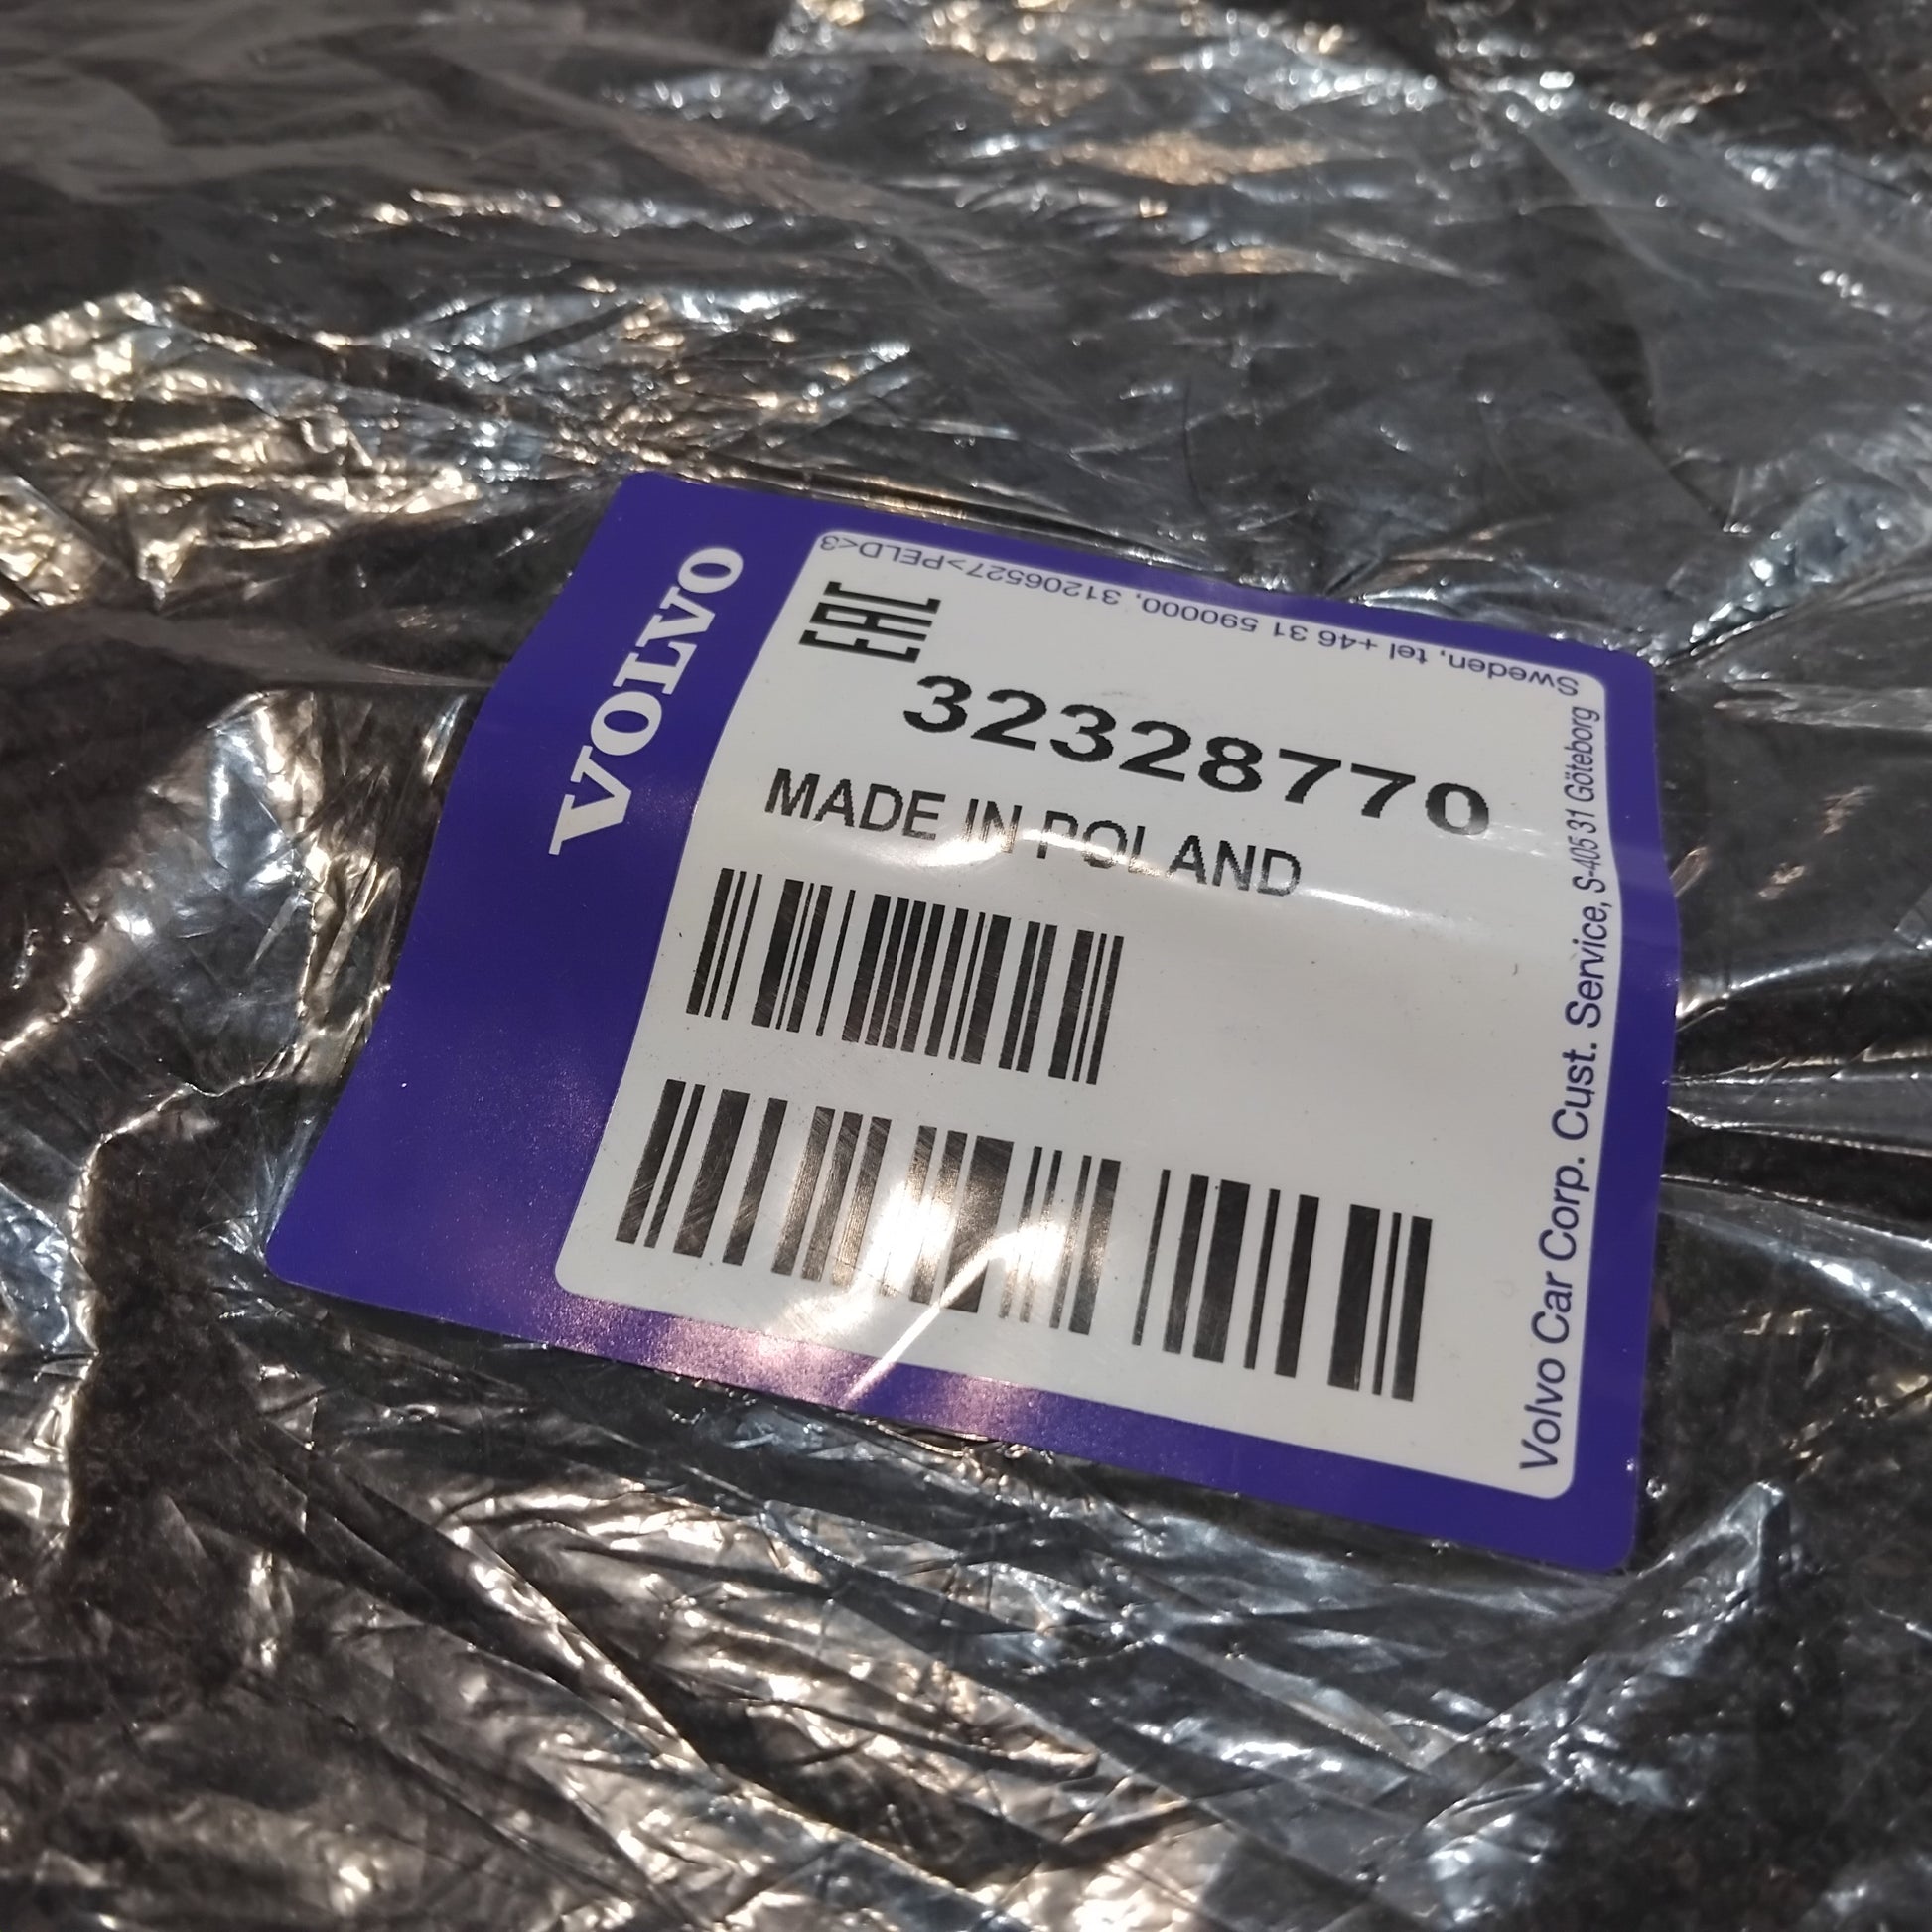 VOLVO
EAC
32328770
MADE IN POLAND
Volvo Car Corp. Cust. Service, S-405 31 Göteborg
Sweden, tel +46 31 590000, 31206527>PELD<3